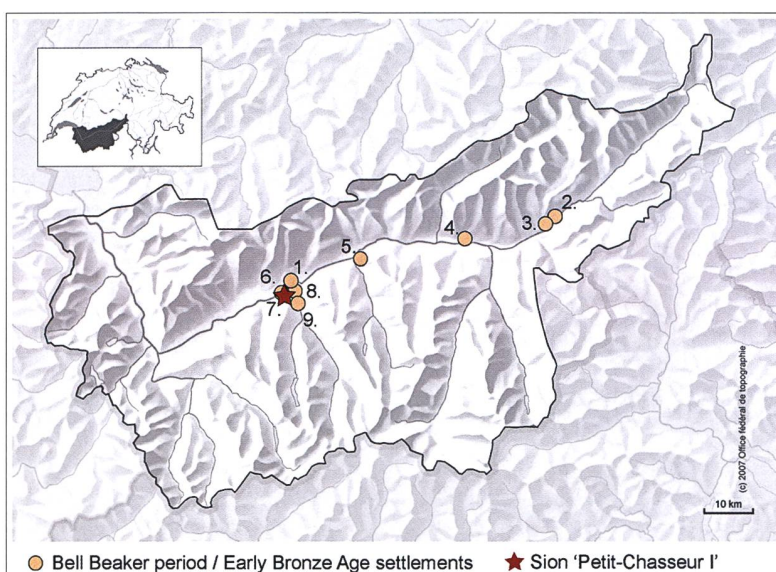 2.
3.
4.
5.
1.
6.
8.
7.
9.
(c) 2007 Office fédéral de topographie
10 km
Bell Beaker period / Early Bronze Age settlements
Sion 'Petit-Chasseur I'